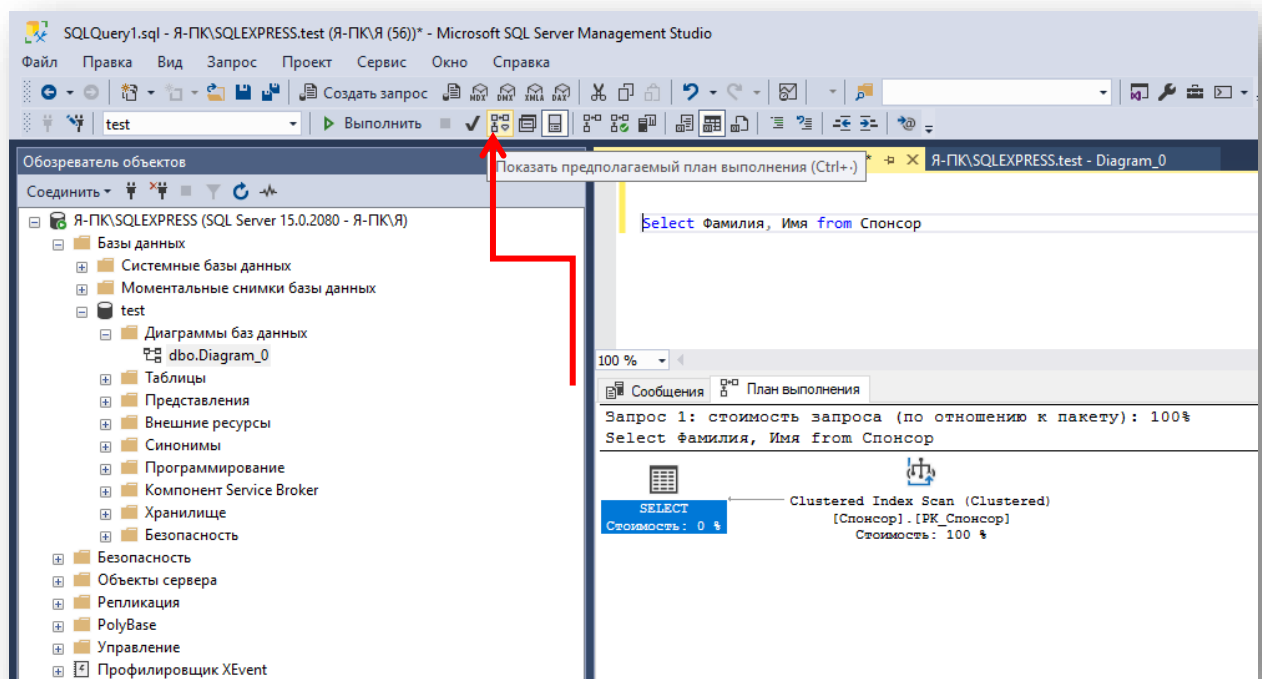 SQLQuery1.sql - Я-ПК\SQLEXPRESS.test (Я-ПК\Я (56))* - Microsoft SQL Server Management Studio
Файл Правка Вид Запрос Проект Сервис Окно Справка
Создать запрос MDX DMX XMLA DAX
test Выполнить
Обозреватель объектов
Показать предполагаемый план выполнения (Ctrl+·)
* Я-ПК\SQLEXPRESS.test - Diagram_0
Соединить
Я-ПК\SQLEXPRESS (SQL Server 15.0.2080 - Я-ПК\Я)
Базы данных
Системные базы данных
Моментальные снимки базы данных
test
Диаграммы баз данных
dbo.Diagram_0
Таблицы
Представления
Внешние ресурсы
Синонимы
Программирование
Компонент Service Broker
Хранилище
Безопасность
Безопасность
Объекты сервера
Репликация
PolyBase
Управление
Профилировщик XEvent
Select Фамилия, Имя from Спонсор
100 %
Сообщения План выполнения
Запрос 1: стоимость запроса (по отношению к пакету): 100%
Select Фамилия, Имя from Спонсор
SELECT
Стоимость: 0 %
Clustered Index Scan (Clustered)
[Спонсор].[PK_Спонсор]
Стоимость: 100 %